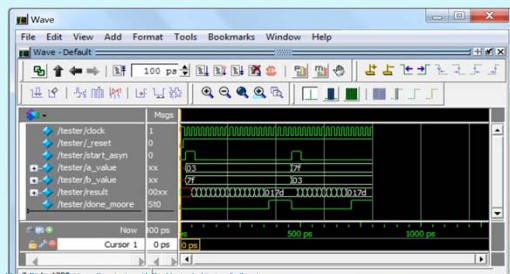 Wave
File Edit View Add Format Tools Bookmarks Window Help
Wave - Default
100 ps
Msgs
/tester/clock 1
/tester/_reset 0
/tester/start_asyn 0
/tester/a_value xx 03 7f
/tester/b_value xx 7f 03
/tester/result 00xx 017d 017d
/tester/done_moore St0
Now 800 ps 500 ps 1000 ps
Cursor 1 0 ps 0 ps